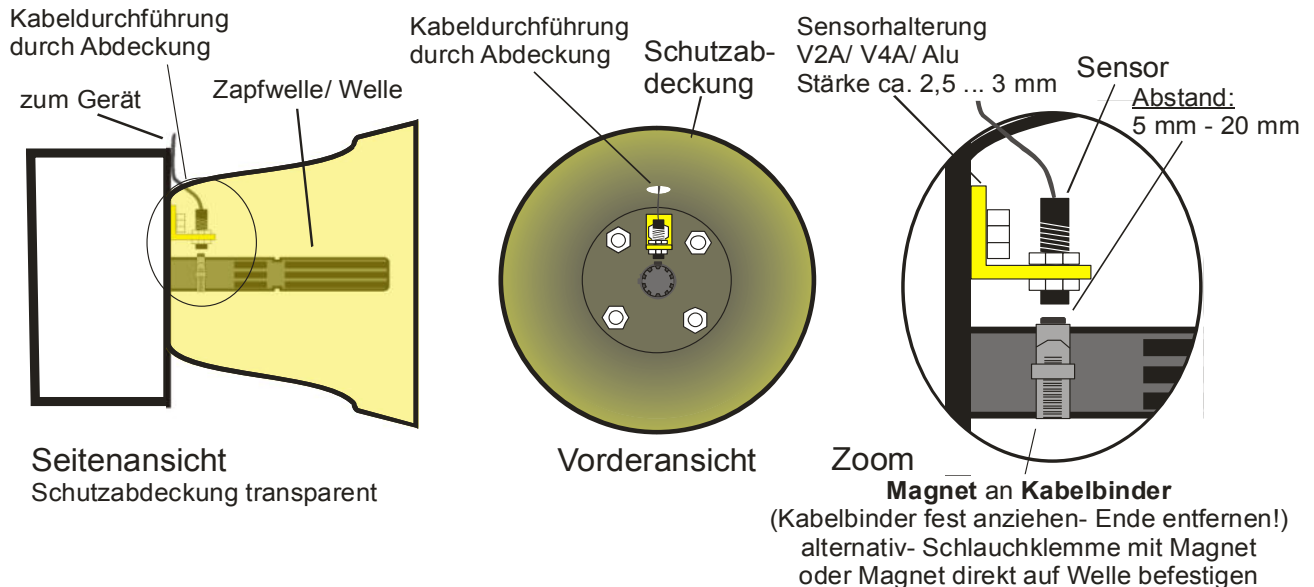 Kabeldurchführung
durch Abdeckung
zum Gerät
Zapfwelle/ Welle
Seitenansicht
Schutzabdeckung transparent
Kabeldurchführung
durch Abdeckung
Schutzab-
deckung
Vorderansicht
Sensorhalterung
V2A/ V4A/ Alu
Stärke ca. 2,5 ... 3 mm
Sensor
Abstand:
5 mm - 20 mm
Zoom
Magnet an Kabelbinder
(Kabelbinder fest anziehen- Ende entfernen!)
alternativ- Schlauchklemme mit Magnet
oder Magnet direkt auf Welle befestigen